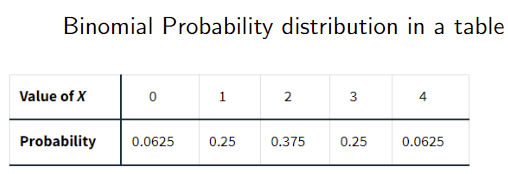 Binomial Probability distribution in a table
Value of X 0 1 2 3 4
Probability 0.0625 0.25 0.375 0.25 0.0625